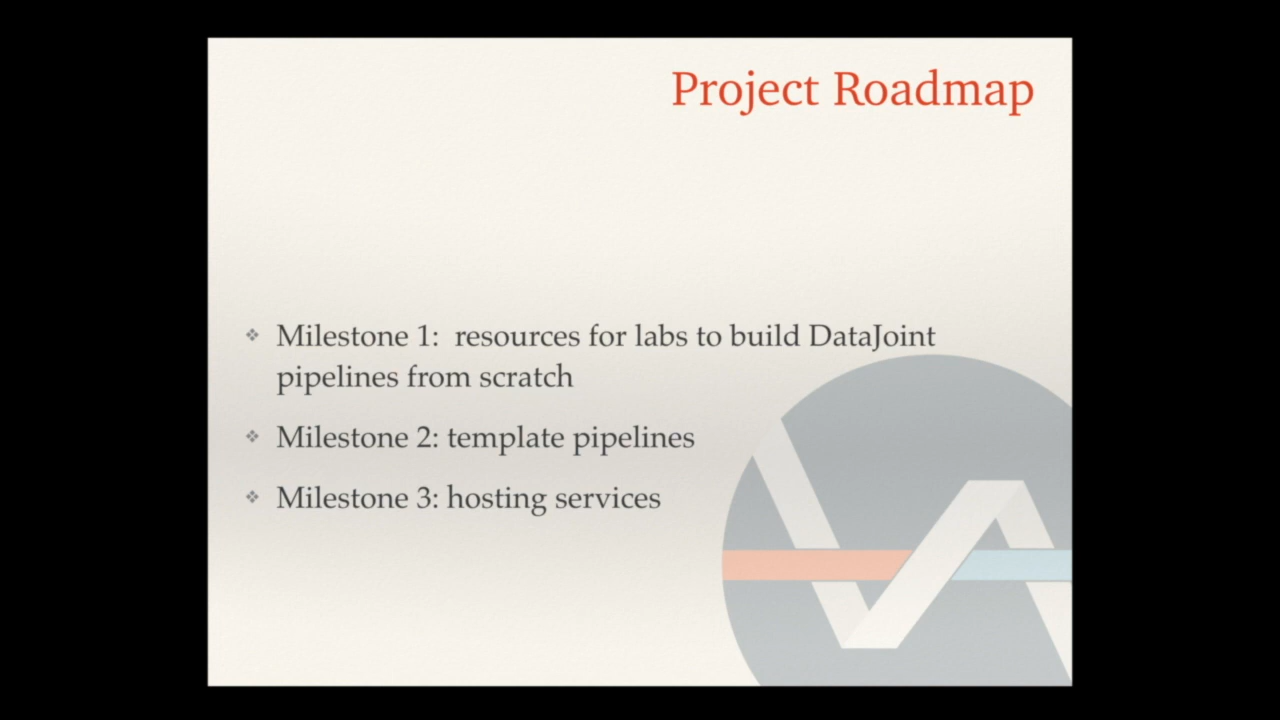 Project Roadmap
❖ Milestone 1:  resources for labs to build DataJoint
pipelines from scratch
❖ Milestone 2: template pipelines
❖ Milestone 3: hosting services